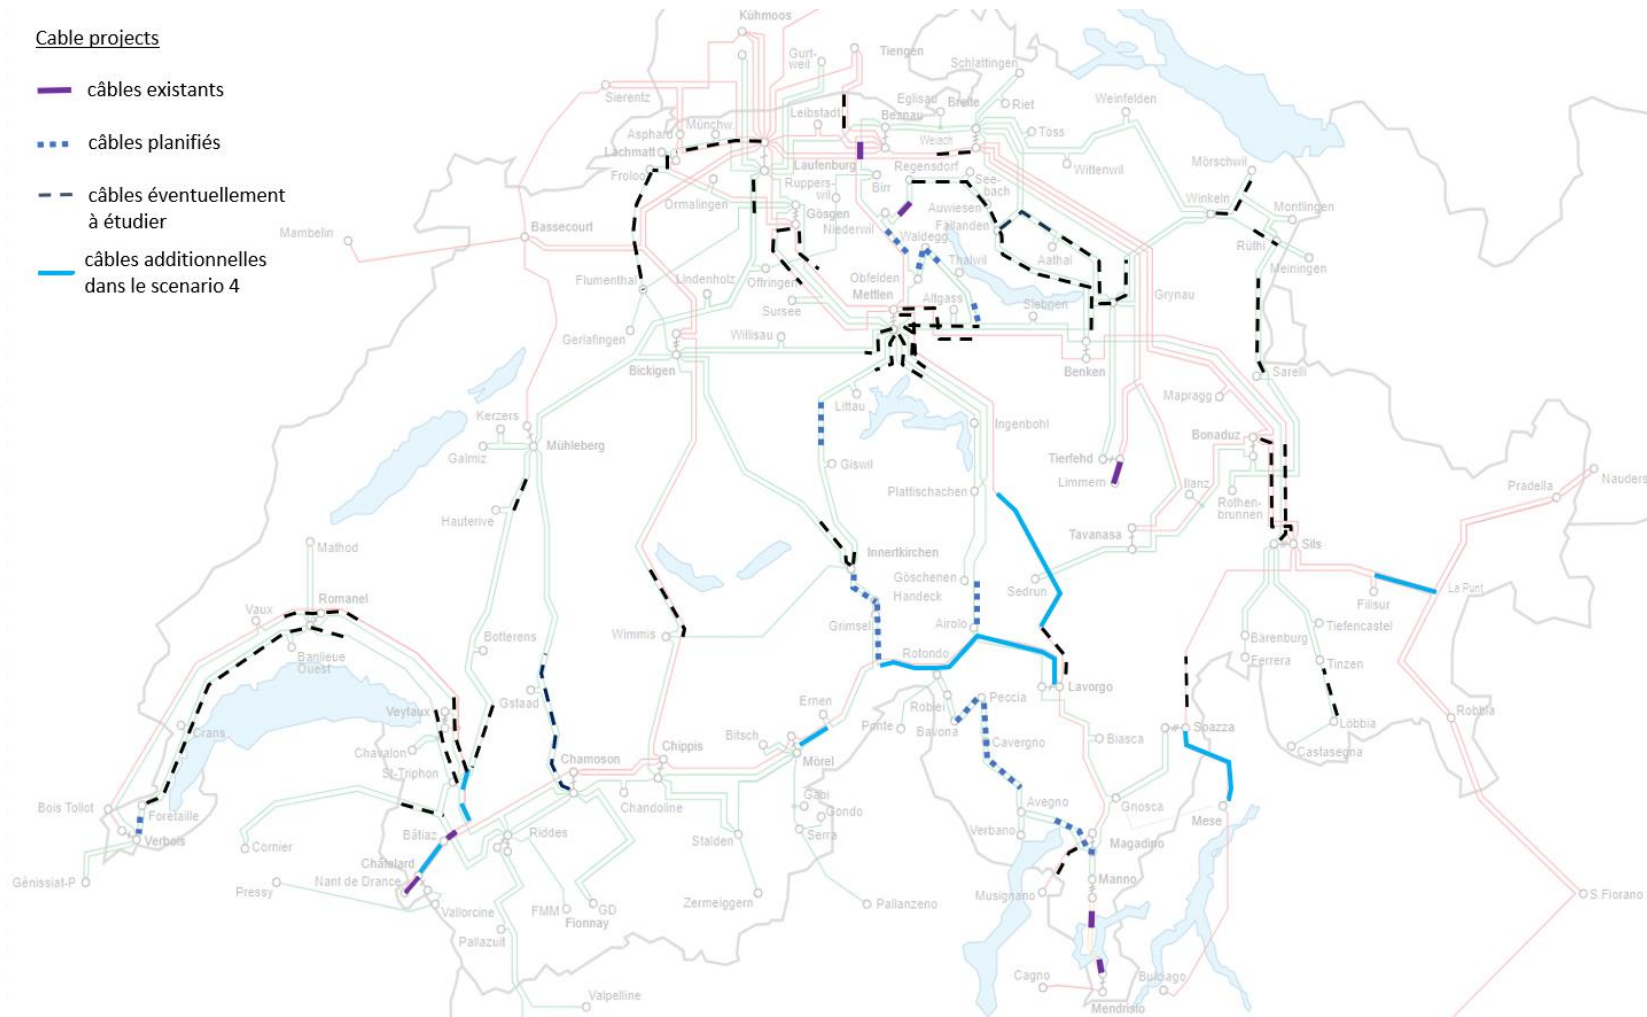 Cable projects
câbles existants
câbles planifiés
câbles éventuellement
à étudier
câbles additionnelles
dans le scenario 4
Kühmoos
Gurt-
weil
Tiengen
Schlattingen
Sierentz
Leibstadt
Eglisau
Breite
Beznau
Riet
Weinfelden
Asphard
Münchw.
Weiach
Töss
Lachmatt
Laufenburg
Regensdorf
Wittenwil
Mörschwil
Froloo
Birr
See-
bach
Ruppers-
wil
Ormalingen
Gösgen
Niederwil
Auwiesen
Fällanden
Winkeln
Montlingen
Mambelin
Bassecourt
Waldegg
Aathal
Rüthi
Meiningen
Thalwil
Flumenthal
Lindenholz
Oftringen
Obfelden
Mettlen
Altgass
Siebnen
Grynau
Sursee
Gerlafingen
Willisau
Bickigen
Benken
Sarelli
Littau
Mapragg
Kerzers
Ingenbohl
Bonaduz
Mühleberg
Galmiz
Giswil
Tierfehd
Limmern
Ilanz
Pradella
Nauders
Plattischachen
Rothen-
brunnen
Hauterive
Tavanasa
Sils
Mathod
Innertkirchen
Göschenen
Handeck
Sedrun
La Punt
Filisur
Romanel
Vaux
Grimsel
Airolo
Tiefencastel
Botterens
Wimmis
Bärenburg
Banlieue
Ouest
Rotondo
Ferrera
Tinzen
Lavorgo
Gstaad
Ernen
Robiei
Peccia
Veytaux
Ponte
Bavona
Soazza
Löbbia
Robbia
Crans
Bitsch
Cavergno
Biasca
Castasegna
Chavalon
Chippis
Chamoson
Mörel
St-Triphon
Bois Tollot
Foretaille
Chandoline
Gabi
Gondo
Avegno
Gnosca
Mese
Verbois
Bâtiaz
Riddes
Stalden
Serra
Verbano
Magadino
Cornier
Châtelard
Génissiat-P
Nant de Drance
Manno
Pressy
Musignano
S.Fiorano
Vallorcine
FMM
GD
Fionnay
Zermeiggern
Pallanzeno
Pallazuit
Cagno
Bulciago
Valpelline
Mendrisio